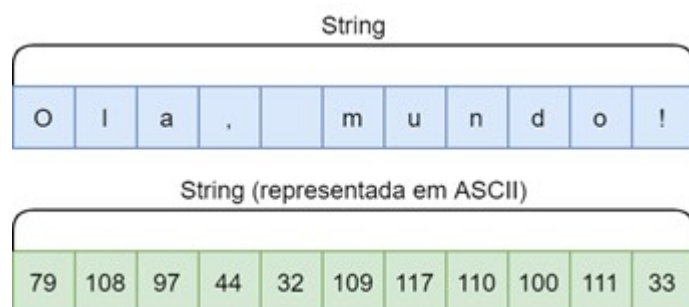 String
O l a , m u n d o !
String (representada em ASCII)
79 108 97 44 32 109 117 110 100 111 33